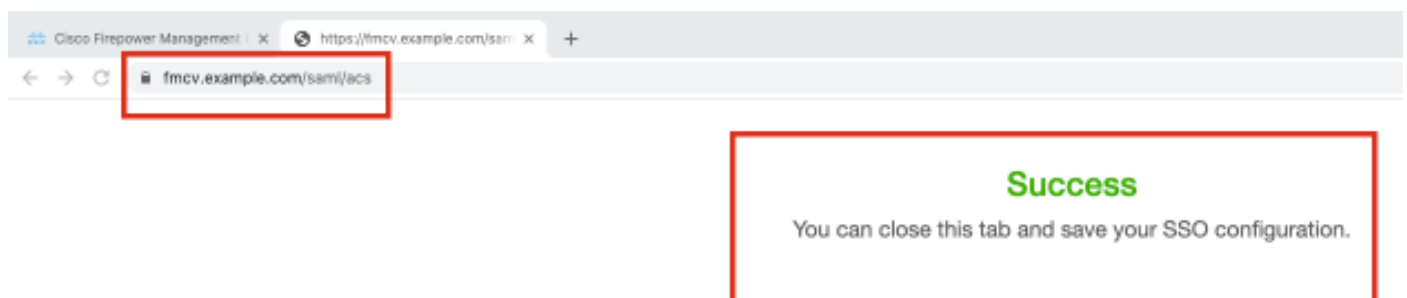 Cisco Firepower Management
https://fmcv.example.com/sam
fmcv.example.com/saml/acs
Success
You can close this tab and save your SSO configuration.